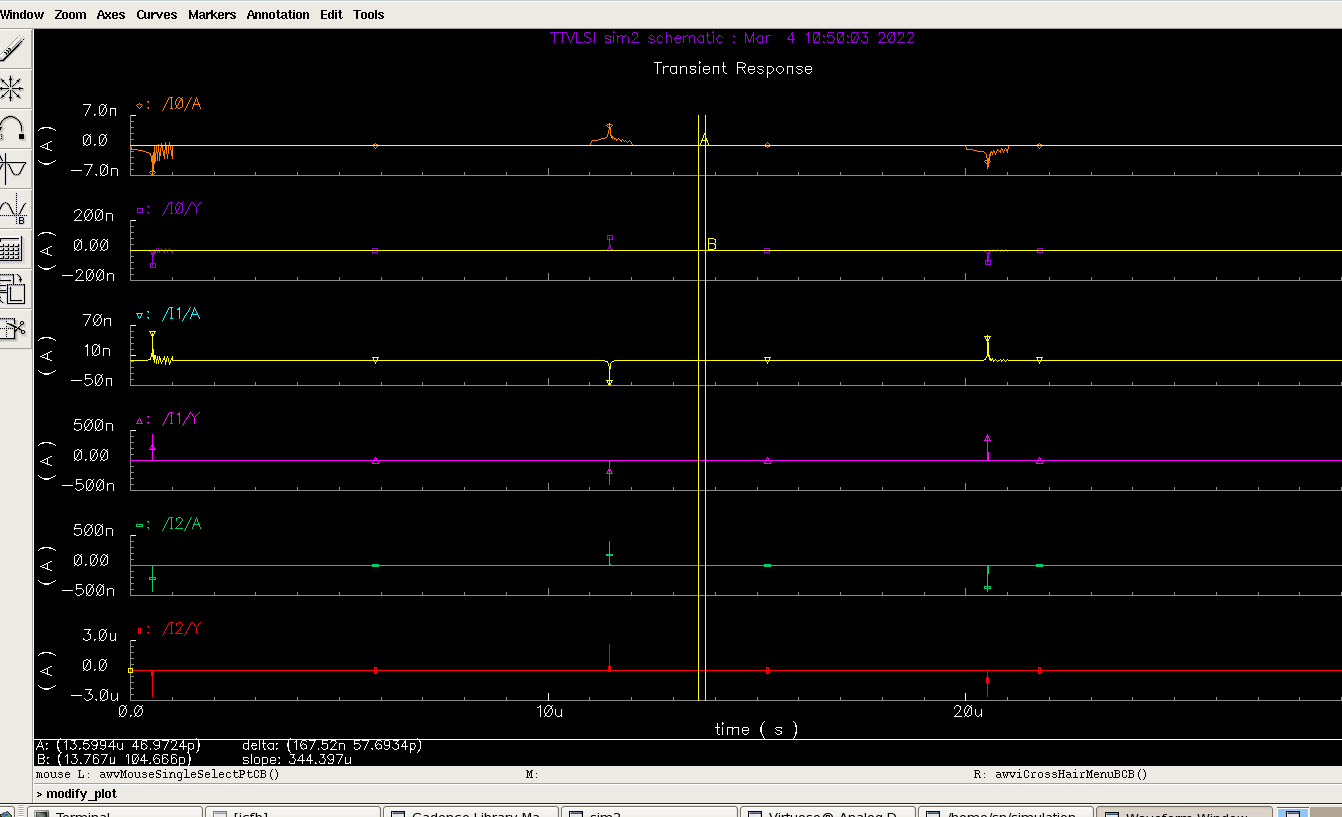 Window Zoom Axes Curves Markers Annotation Edit Tools
TTVLSI sim2 schematic : Mar 4 10:50:03 2022
Transient Response
/I0/A
7.0n
0.0
-7.0n
(A)
A
/I0/Y
200n
0.00
-200n
(A)
B
/I1/A
70n
10n
-50n
(A)
/I1/Y
500n
0.00
-500n
(A)
/I2/A
500n
0.00
-500n
(A)
/I2/Y
3.0u
0.0
-3.0u
(A)
0.0 10u 20u
time ( s )
A: (13.5994u 46.9724p) delta: (167.52n 57.6934p)
B: (13.767u 104.666p) slope: 344.397u
mouse L: awvMouseSingleSelectPtCB() M: R: awviCrossHairMenuBCB()
> modify_plot
Terminal [icfb] Cadence Library Ma sim2 Virtuoso® Analog D /home/sp/simulation Waveform Window